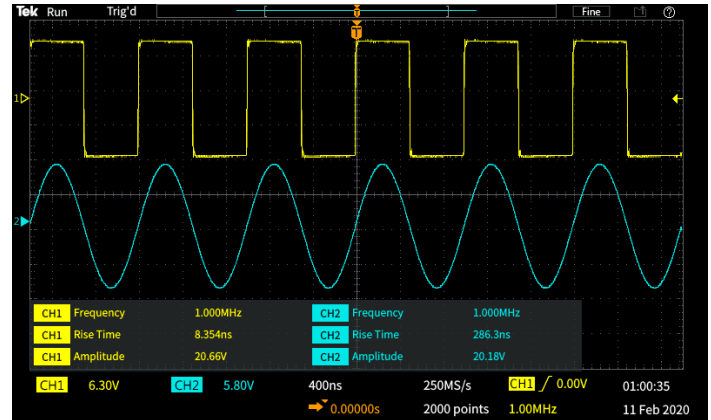 Tek Run Trig'd Fine
T
1
2
CH1 Frequency 1.000MHz CH2 Frequency 1.000MHz
CH1 Rise Time 8.354ns CH2 Rise Time 286.3ns
CH1 Amplitude 20.66V CH2 Amplitude 20.18V
CH1 6.30V CH2 5.80V 400ns 250MS/s CH1 0.00V 01:00:35
0.00000s 2000 points 1.00MHz 11 Feb 2020